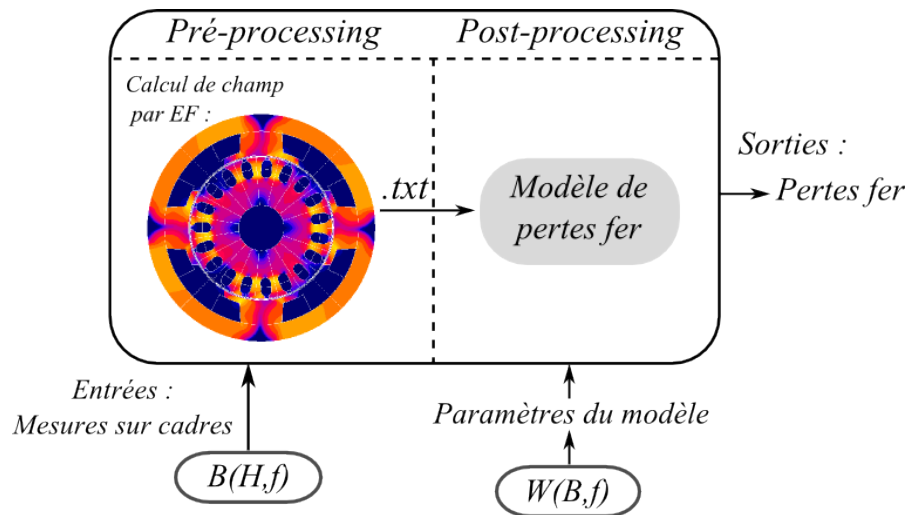 Pré-processing
Post-processing
Calcul de champ
par EF :
.txt
Modèle de
pertes fer
Sorties :
Pertes fer
Entrées :
Mesures sur cadres
B(H,f)
Paramètres du modèle
W(B,f)